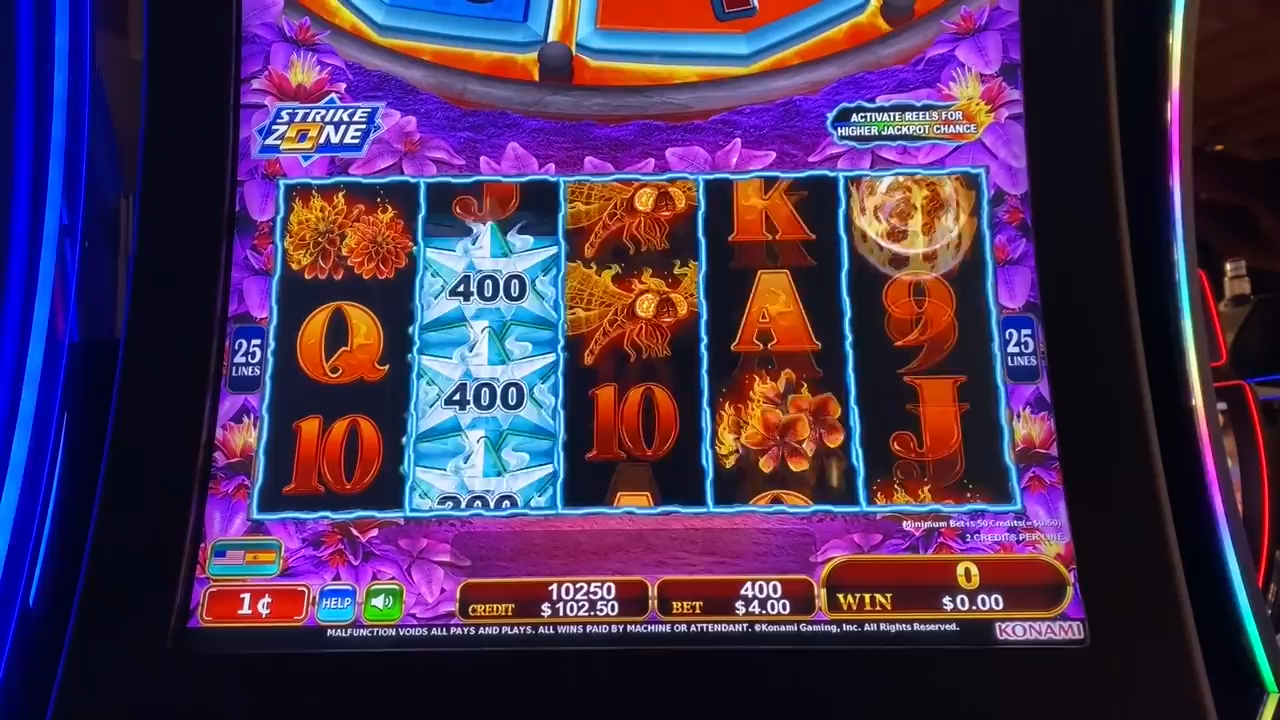 STRIKE
ZONE
ACTIVATE REELS FOR
HIGHER JACKPOT CHANCE
J
K
400
9
Q
A
400
10
J
10
200
25
LINES
25
LINES
Minimum Bet is 50 Credits(=$0.50)
2 CREDITS PER LINE
1¢
HELP
CREDIT
10250
$102.50
BET
400
$4.00
WIN
0
$0.00
MALFUNCTION VOIDS ALL PAYS AND PLAYS. ALL WINS PAID BY MACHINE OR ATTENDANT. ©Konami Gaming, Inc. All Rights Reserved.
KONAMI